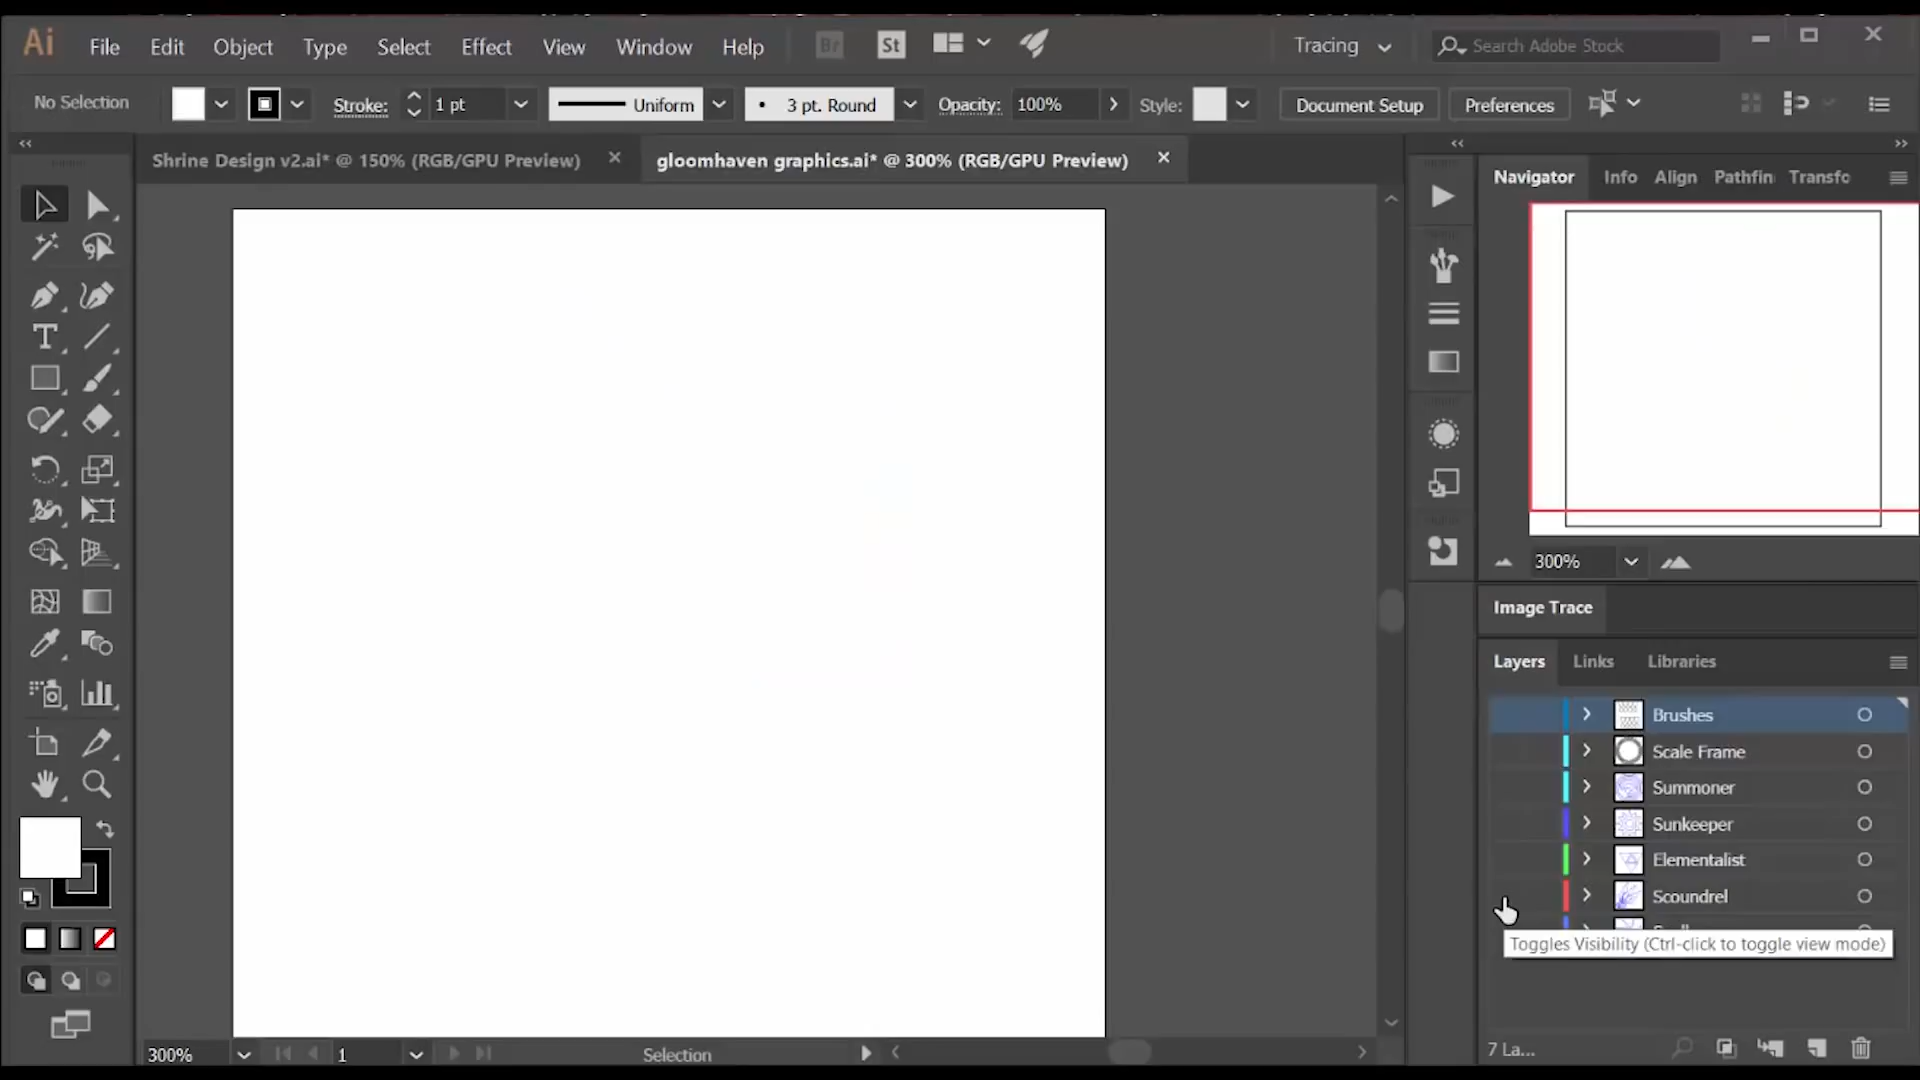 Ai File Edit Object Type Select Effect View Window Help Br St Tracing Search Adobe Stock
No Selection Stroke: 1 pt Uniform 3 pt. Round Opacity: 100% Style: Document Setup Preferences
Shrine Design v2.ai* @ 150% (RGB/GPU Preview) gloomhaven graphics.ai* @ 300% (RGB/GPU Preview)
Navigator Info Align Pathfin Transfo
300%
Image Trace
Layers Links Libraries
Brushes
Scale Frame
Summoner
Sunkeeper
Elementalist
Scoundrel
Toggles Visibility (Ctrl-click to toggle view mode)
7 La...
300% 1 Selection